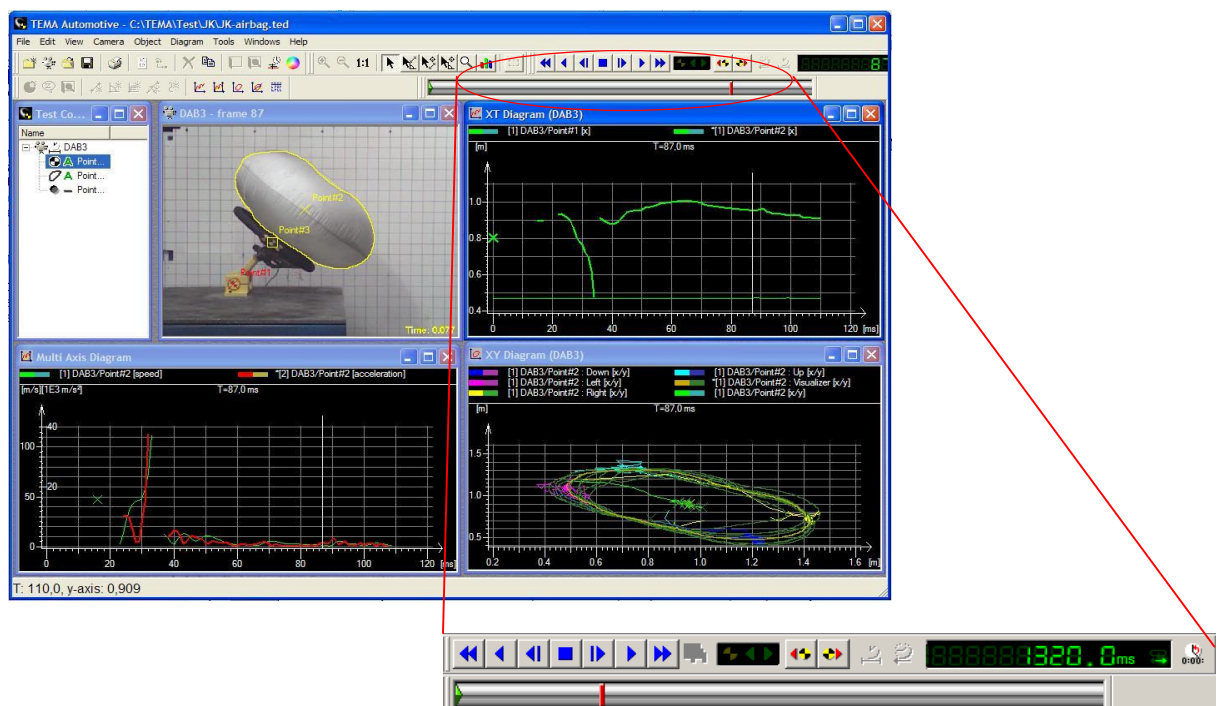 TEMA Automotive - C:\TEMA\Test\JK\JK-airbag.ted
File Edit View Camera Object Diagram Tools Windows Help
1:1
87
Test Co...
Name
DAB3
A Point...
A Point...
Point...
DAB3 - frame 87
Point#2
Point#3
Point#1
Time: 0.077
XT Diagram (DAB3)
[1] DAB3/Point#1 [x] *[1] DAB3/Point#2 [x]
[m] T=87,0 ms
1.0
0.8
0.6
0.4
0 20 40 60 80 100 120 [ms]
Multi Axis Diagram
[1] DAB3/Point#2 [speed] *[2] DAB3/Point#2 [acceleration]
[m/s] [1E3 m/s²] T=87,0 ms
40
100
20
50
0
0 20 40 60 80 100 120 [ms]
XY Diagram (DAB3)
[1] DAB3/Point#2 : Down [x/y] [1] DAB3/Point#2 : Up [x/y]
[1] DAB3/Point#2 : Left [x/y] *[1] DAB3/Point#2 : Visualizer [x/y]
[1] DAB3/Point#2 : Right [x/y] [1] DAB3/Point#2 [x/y]
[m] T=87,0 ms
1.5
1.0
0.5
0.2 0.4 0.6 0.8 1.0 1.2 1.4 1.6 [m]
T: 110,0, y-axis: 0,909
1320.0ms
0:00: